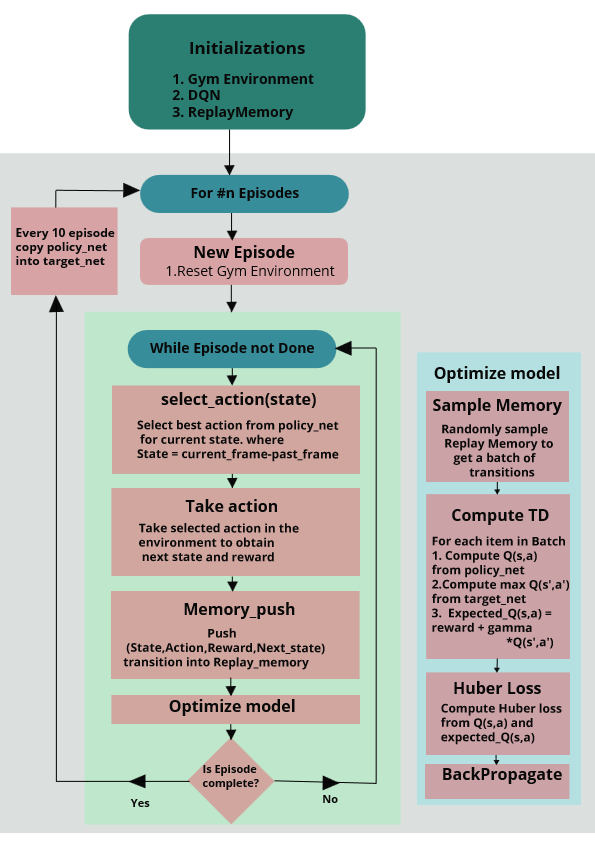 Initializations
1. Gym Environment
2. DQN
3. ReplayMemory
For #n Episodes
Every 10 episode
copy policy_net
into target_net
New Episode
1.Reset Gym Environment
While Episode not Done
select_action(state)
Select best action from policy_net
for current state. where
State = current_frame-past_frame
Take action
Take selected action in the
environment to obtain
next state and reward
Memory_push
Push
(State,Action,Reward,Next_state)
transition into Replay_memory
Optimize model
Is Episode
complete?
Yes
No
Optimize model
Sample Memory
Randomly sample
Replay Memory to
get a batch of
transitions
Compute TD
For each item in Batch
1. Compute Q(s,a)
from policy_net
2.Compute max Q(s',a')
from target_net
3. Expected_Q(s,a) =
reward + gamma
*Q(s',a')
Huber Loss
Compute Huber loss
from Q(s,a) and
expected_Q(s,a)
BackPropagate